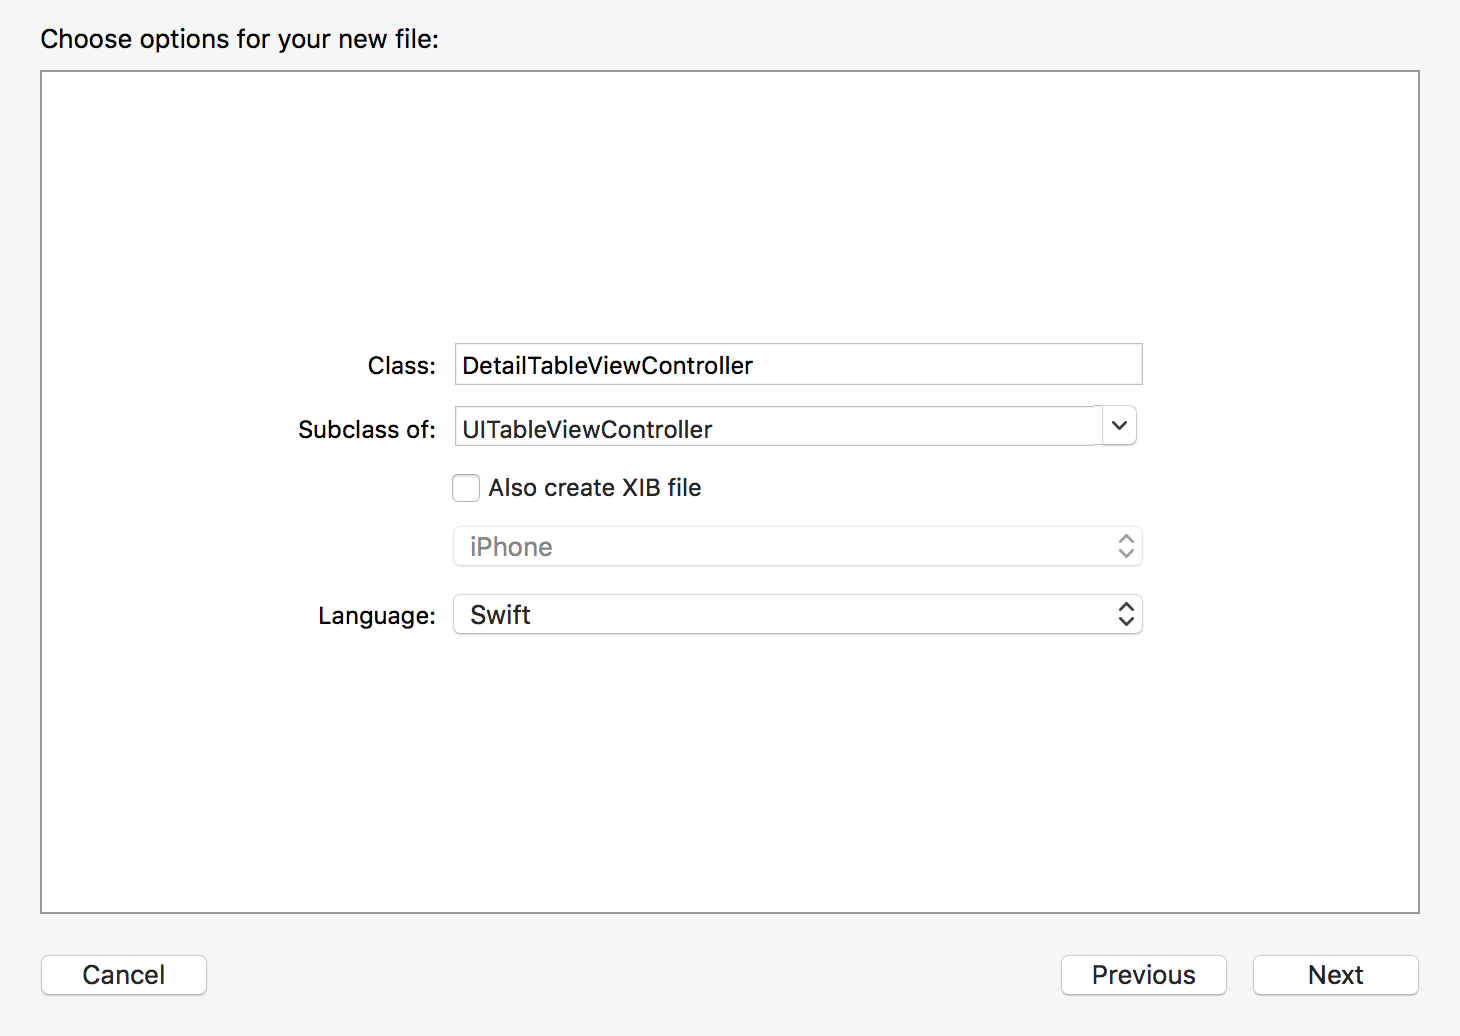 Choose options for your new file:
Class: DetailTableViewController
Subclass of: UITableViewController
Also create XIB file
iPhone
Language: Swift
Cancel Previous Next